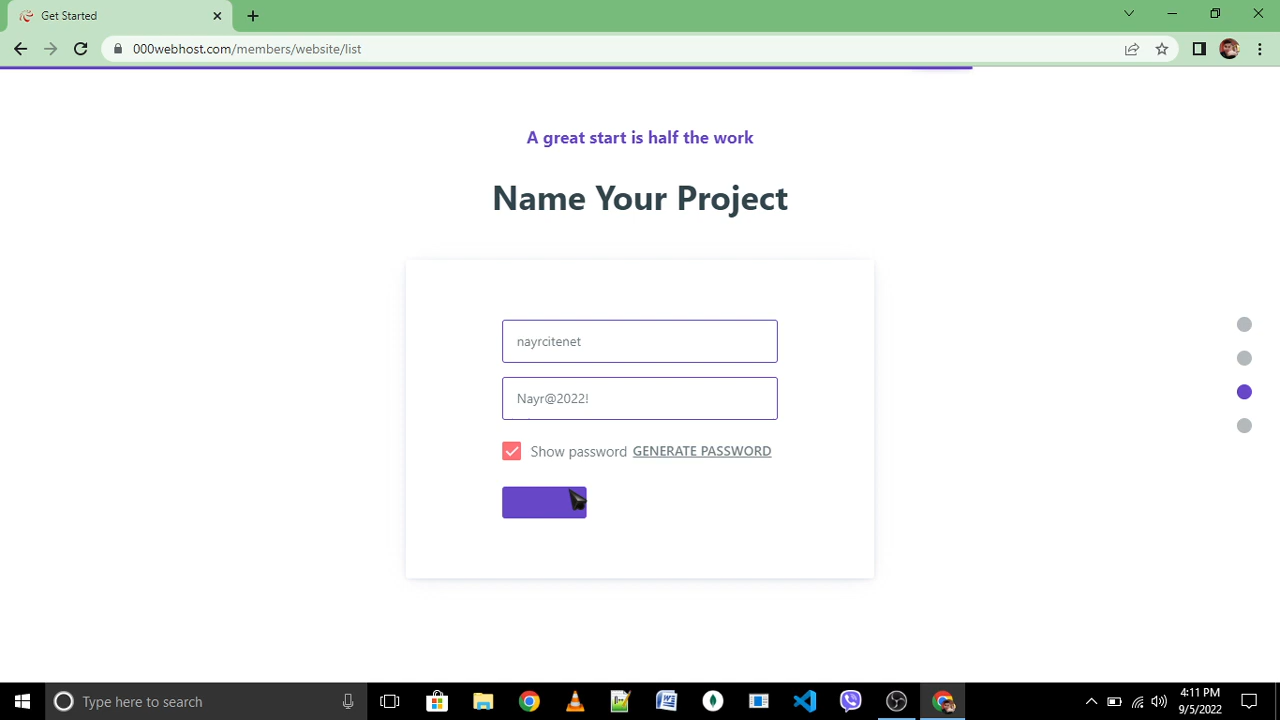 Get Started
000webhost.com/members/website/list
A great start is half the work
Name Your Project
nayrcitenet
Nayr@2022!
Show password GENERATE PASSWORD
Type here to search
4:11 PM
9/5/2022